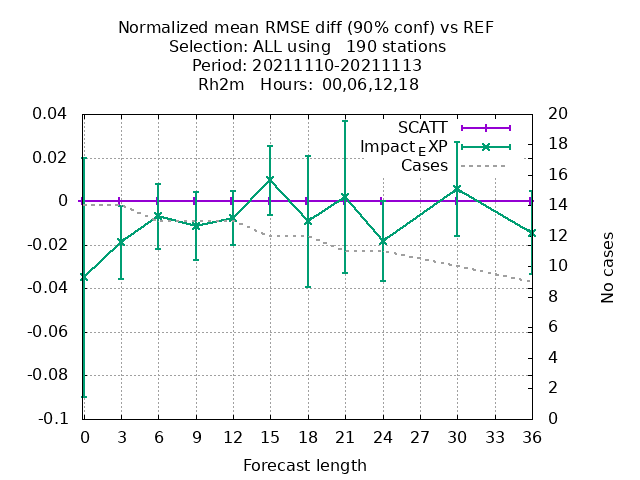 Normalized mean RMSE diff (90% conf) vs REF
Selection: ALL using   190 stations
Period: 20211110-20211113
Rh2m   Hours:  00,06,12,18
0.04
0.02
0
-0.02
-0.04
-0.06
-0.08
-0.1
SCATT
Impact_EXP
Cases
20
18
16
14
12
10
8
6
4
2
0
No cases
0 3 6 9 12 15 18 21 24 27 30 33 36
Forecast length